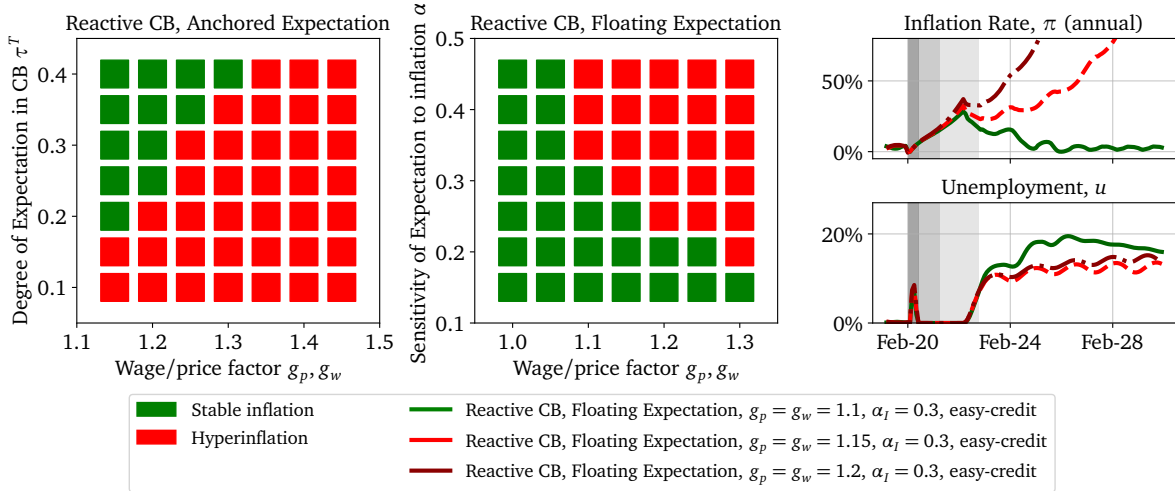 Reactive CB, Anchored Expectation
Degree of Expectation in CB τᵀ
0.4
0.3
0.2
0.1
1.1 1.2 1.3 1.4 1.5
Wage/price factor gₚ, g_w
Reactive CB, Floating Expectation
Sensitivity of Expectation to inflation α
0.5
0.4
0.3
0.2
0.1
1.0 1.1 1.2 1.3
Wage/price factor gₚ, g_w
Inflation Rate, π (annual)
50%
0%
Unemployment, u
20%
0%
Feb-20 Feb-24 Feb-28
Stable inflation
Hyperinflation
Reactive CB, Floating Expectation, gₚ = g_w = 1.1, α_I = 0.3, easy-credit
Reactive CB, Floating Expectation, gₚ = g_w = 1.15, α_I = 0.3, easy-credit
Reactive CB, Floating Expectation, gₚ = g_w = 1.2, α_I = 0.3, easy-credit